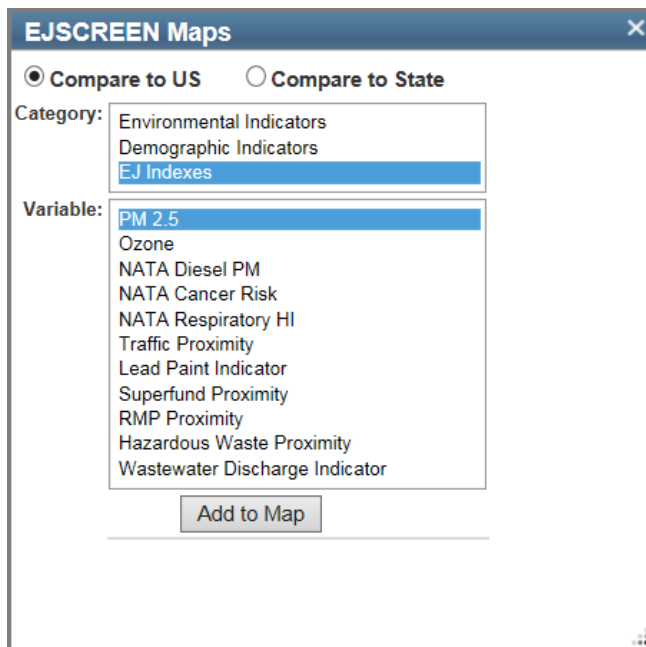 EJSCREEN Maps
Compare to US Compare to State
Category:
Environmental Indicators
Demographic Indicators
EJ Indexes
Variable:
PM 2.5
Ozone
NATA Diesel PM
NATA Cancer Risk
NATA Respiratory HI
Traffic Proximity
Lead Paint Indicator
Superfund Proximity
RMP Proximity
Hazardous Waste Proximity
Wastewater Discharge Indicator
Add to Map